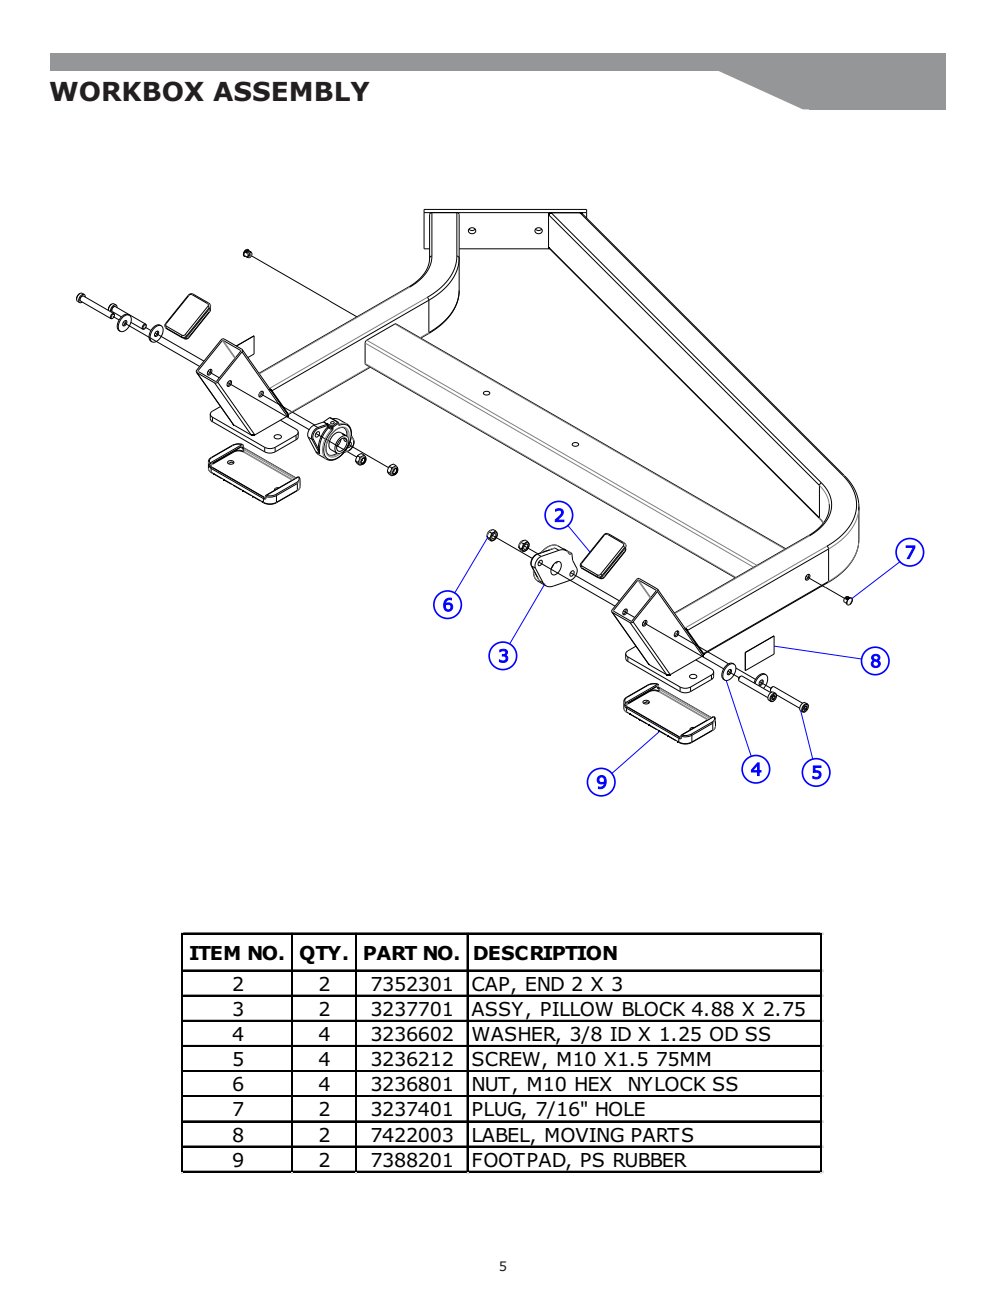 WORKBOX ASSEMBLY
2
7
6
3
8
4
5
9
ITEM NO. QTY. PART NO. DESCRIPTION
2 2 7352301 CAP, END 2 X 3
3 2 3237701 ASSY, PILLOW BLOCK 4.88 X 2.75
4 4 3236602 WASHER, 3/8 ID X 1.25 OD SS
5 4 3236212 SCREW, M10 X1.5 75MM
6 4 3236801 NUT, M10 HEX  NYLOCK SS
7 2 3237401 PLUG, 7/16" HOLE
8 2 7422003 LABEL, MOVING PARTS
9 2 7388201 FOOTPAD, PS RUBBER
5